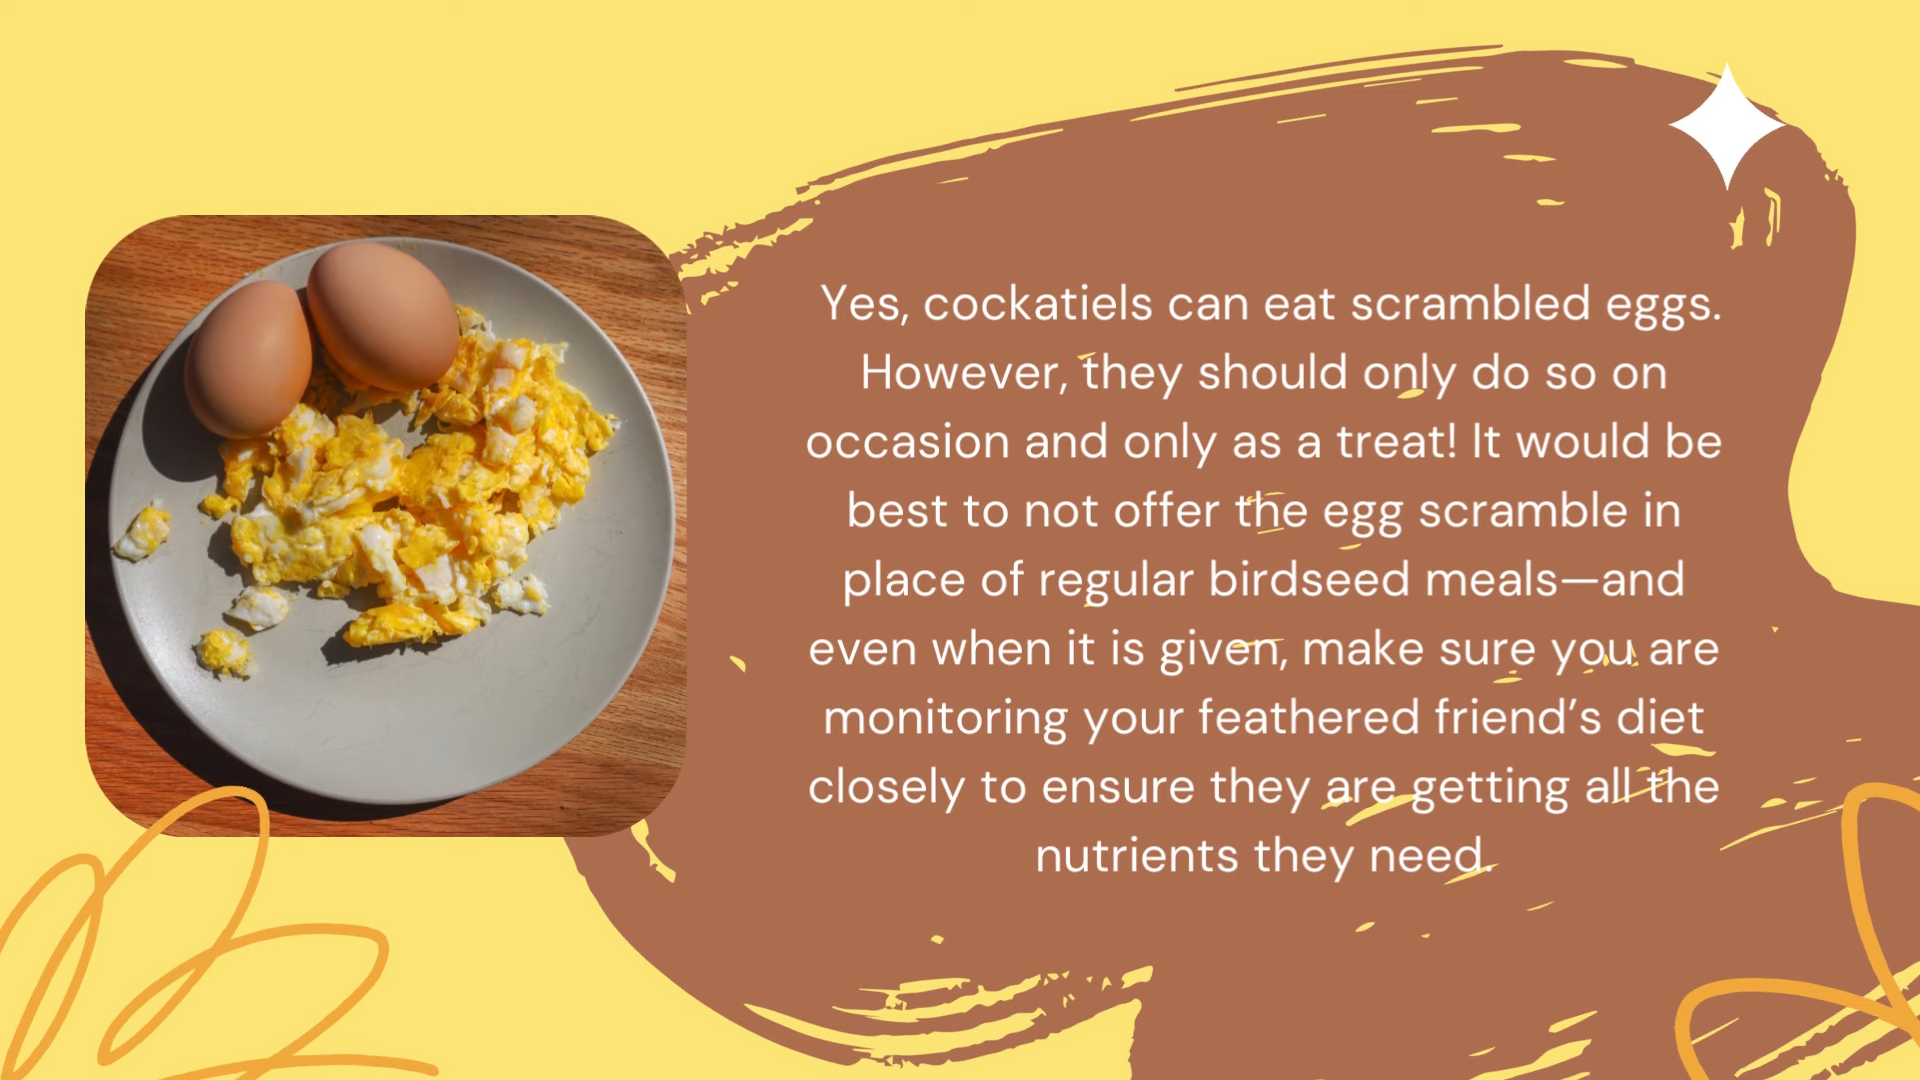 Yes, cockatiels can eat scrambled eggs.
However, they should only do so on
occasion and only as a treat! It would be
best to not offer the egg scramble in
place of regular birdseed meals—and
even when it is given, make sure you are
monitoring your feathered friend’s diet
closely to ensure they are getting all the
nutrients they need.